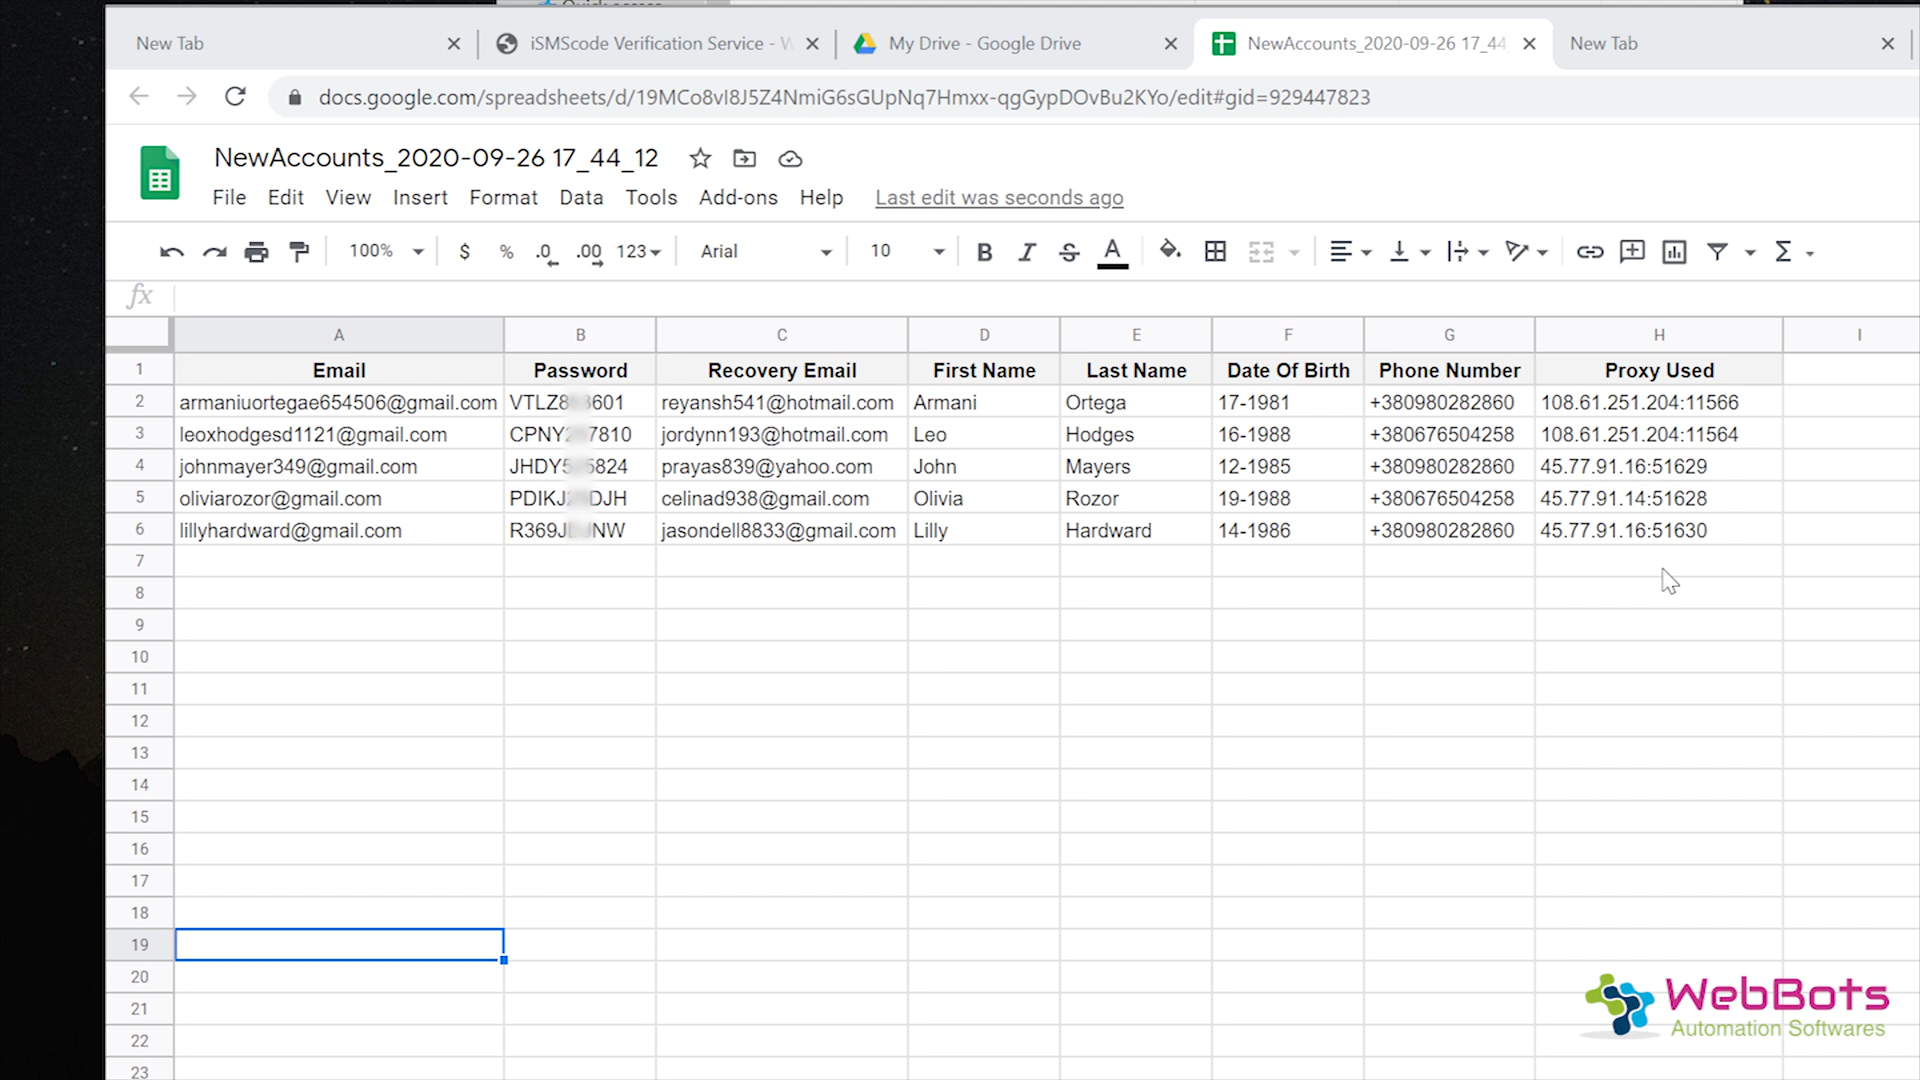 New Tab
iSMScode Verification Service - W
My Drive - Google Drive
NewAccounts_2020-09-26 17_44
New Tab
docs.google.com/spreadsheets/d/19MCo8vI8J5Z4NmiG6sGUpNq7Hmxx-qgGypDOvBu2KYo/edit#gid=929447823
NewAccounts_2020-09-26 17_44_12
File Edit View Insert Format Data Tools Add-ons Help Last edit was seconds ago
100% $ % .0 .00 123 Arial 10 B I S A Σ
fx
A B C D E F G H I
1 Email Password Recovery Email First Name Last Name Date Of Birth Phone Number Proxy Used
2 armaniuortegae654506@gmail.com reyansh541@hotmail.com Armani Ortega 17-1981 +380980282860 108.61.251.204:11566
3 leoxhodgesd1121@gmail.com jordynn193@hotmail.com Leo Hodges 16-1988 +380676504258 108.61.251.204:11564
4 johnmayer349@gmail.com prayas839@yahoo.com John Mayers 12-1985 +380980282860 45.77.91.16:51629
5 oliviarozor@gmail.com celinad938@gmail.com Olivia Rozor 19-1988 +380676504258 45.77.91.14:51628
6 lillyhardward@gmail.com jasondell8833@gmail.com Lilly Hardward 14-1986 +380980282860 45.77.91.16:51630
7
8
9
10
11
12
13
14
15
16
17
18
19
20
21
22
23
WebBots
Automation Softwares